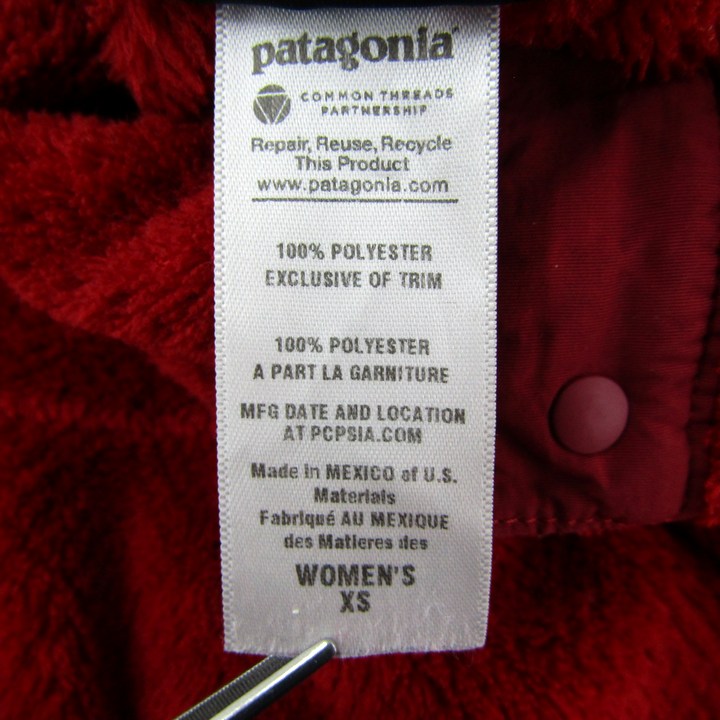 patagonia
COMMON THREADS
PARTNERSHIP
Repair, Reuse, Recycle
This Product
www.patagonia.com
100% POLYESTER
EXCLUSIVE OF TRIM
100% POLYESTER
A PART LA GARNITURE
MFG DATE AND LOCATION
AT PCPSIA.COM
Made in MEXICO of U.S.
Materials
Fabriqué AU MEXIQUE
des Matieres des
WOMEN'S
XS